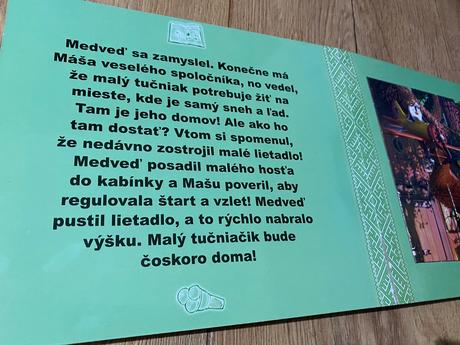 Medveď sa zamyslel. Konečne má
Máša veselého spoločníka, no vedel,
že malý tučniak potrebuje žiť na
mieste, kde je samý sneh a ľad.
Tam je jeho domov! Ale ako ho
tam dostať? Vtom si spomenul,
že nedávno zostrojil malé lietadlo!
Medveď posadil malého hosťa
do kabínky a Mašu poveril, aby
regulovala štart a vzlet! Medveď
pustil lietadlo, a to rýchlo nabralo
výšku. Malý tučniačik bude
čoskoro doma!